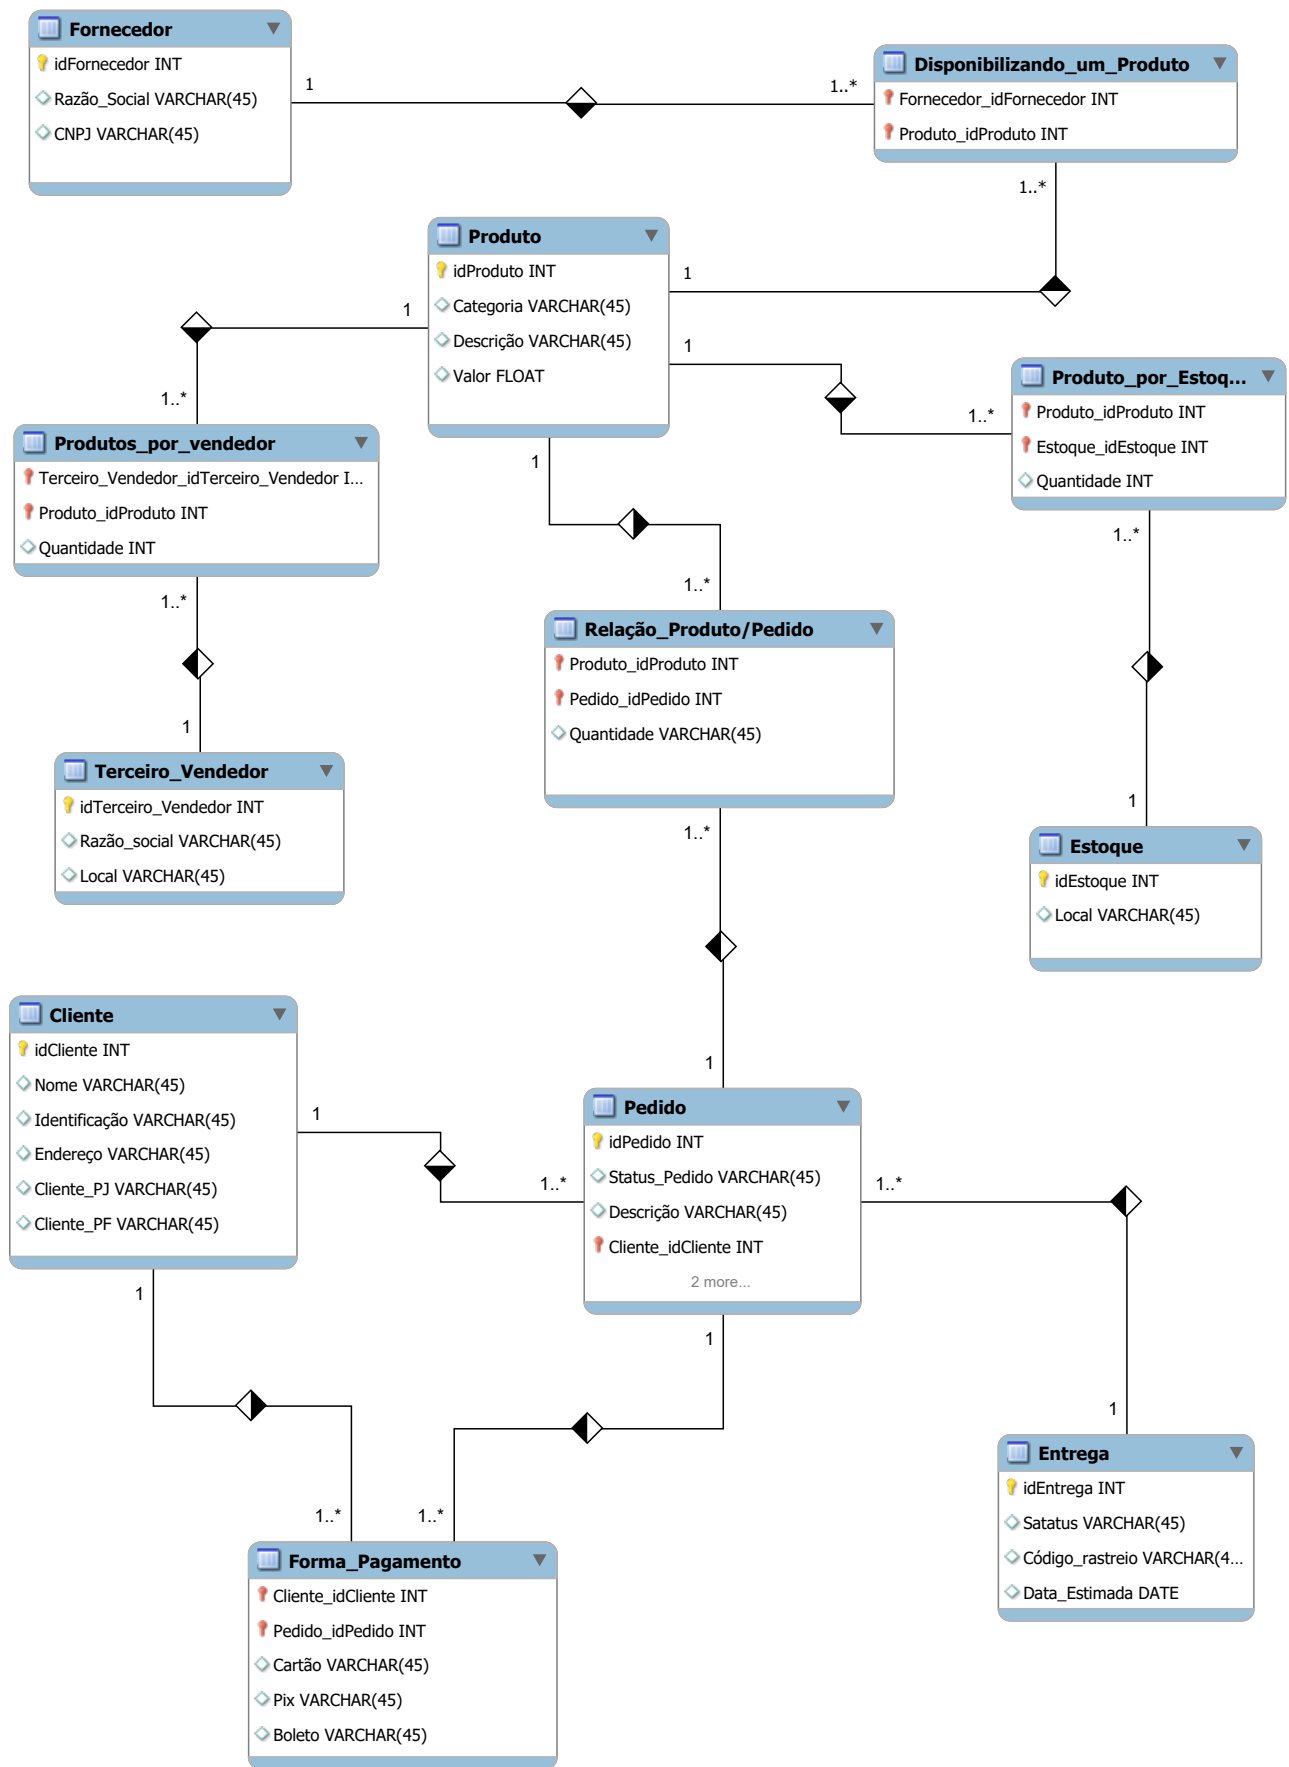 Fornecedor
idFornecedor INT
Razão_Social VARCHAR(45)
CNPJ VARCHAR(45)
1
1..*
Disponibilizando_um_Produto
Fornecedor_idFornecedor INT
Produto_idProduto INT
1..*
Produto
idProduto INT
Categoria VARCHAR(45)
Descrição VARCHAR(45)
Valor FLOAT
1
1
1
1
1..*
1..*
1..*
Produto_por_Estoq...
Produto_idProduto INT
Estoque_idEstoque INT
Quantidade INT
1..*
Produtos_por_vendedor
Terceiro_Vendedor_idTerceiro_Vendedor I...
Produto_idProduto INT
Quantidade INT
1..*
1
Relação_Produto/Pedido
Produto_idProduto INT
Pedido_idPedido INT
Quantidade VARCHAR(45)
1..*
Terceiro_Vendedor
idTerceiro_Vendedor INT
Razão_social VARCHAR(45)
Local VARCHAR(45)
1
Estoque
idEstoque INT
Local VARCHAR(45)
Cliente
idCliente INT
Nome VARCHAR(45)
Identificação VARCHAR(45)
Endereço VARCHAR(45)
Cliente_PJ VARCHAR(45)
Cliente_PF VARCHAR(45)
1
1..*
1
1
Pedido
idPedido INT
Status_Pedido VARCHAR(45)
Descrição VARCHAR(45)
Cliente_idCliente INT
2 more...
1..*
1
1
1..*
1..*
Entrega
idEntrega INT
Satatus VARCHAR(45)
Código_rastreio VARCHAR(4...
Data_Estimada DATE
Forma_Pagamento
Cliente_idCliente INT
Pedido_idPedido INT
Cartão VARCHAR(45)
Pix VARCHAR(45)
Boleto VARCHAR(45)